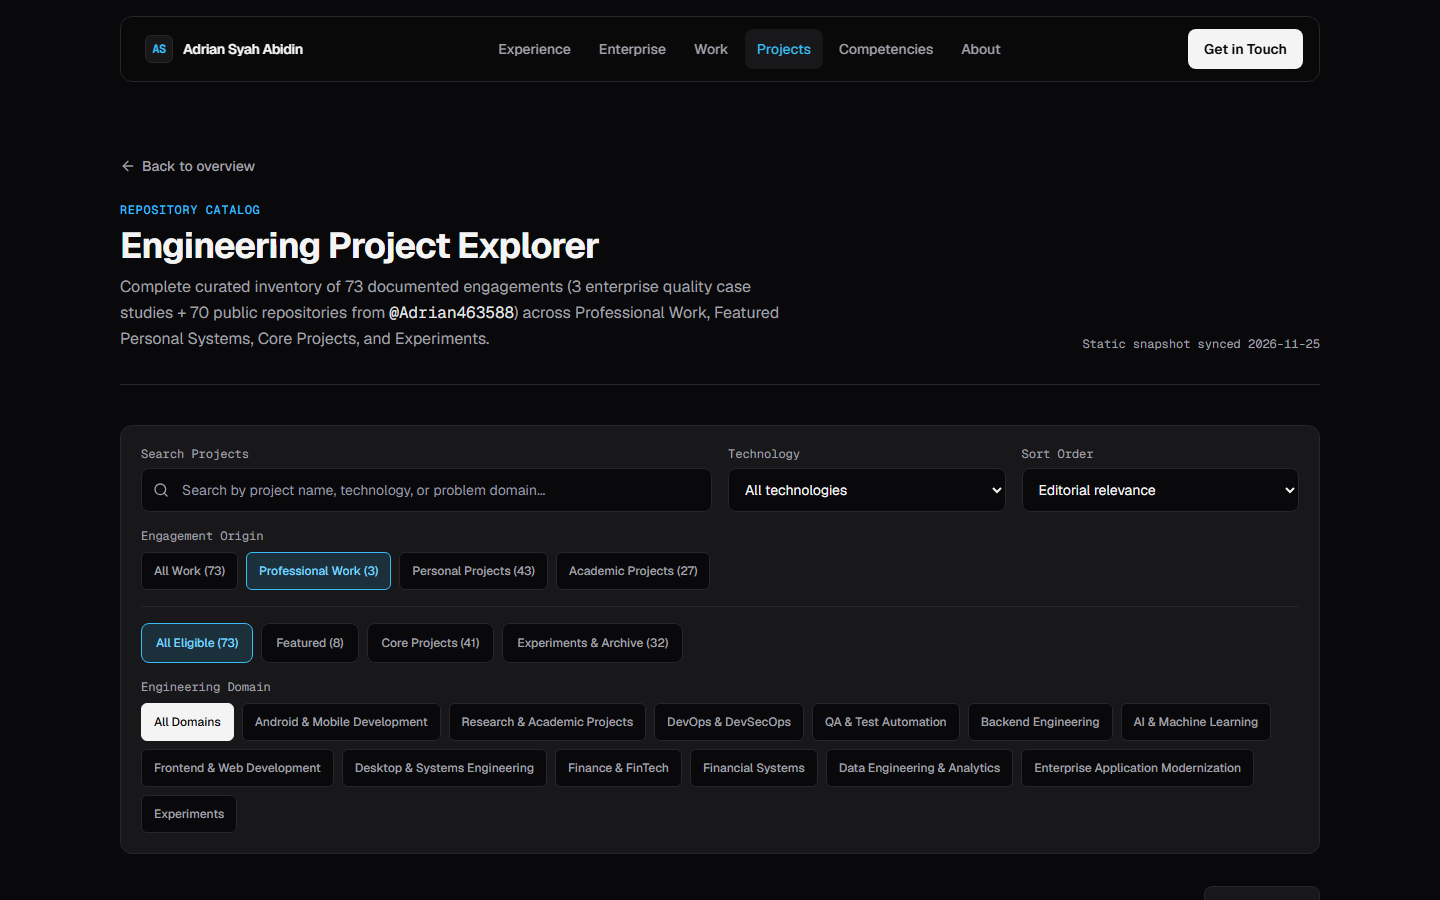 AS Adrian Syah Abidin Experience Enterprise Work Projects Competencies About Get in Touch
Back to overview
REPOSITORY CATALOG
Engineering Project Explorer
Complete curated inventory of 73 documented engagements (3 enterprise quality case
studies + 70 public repositories from @Adrian463588) across Professional Work, Featured
Personal Systems, Core Projects, and Experiments.
Static snapshot synced 2026-11-25
Search Projects Technology Sort Order
Search by project name, technology, or problem domain... All technologies Editorial relevance
Engagement Origin
All Work (73) Professional Work (3) Personal Projects (43) Academic Projects (27)
All Eligible (73) Featured (8) Core Projects (41) Experiments & Archive (32)
Engineering Domain
All Domains Android & Mobile Development Research & Academic Projects DevOps & DevSecOps QA & Test Automation Backend Engineering AI & Machine Learning
Frontend & Web Development Desktop & Systems Engineering Finance & FinTech Financial Systems Data Engineering & Analytics Enterprise Application Modernization
Experiments